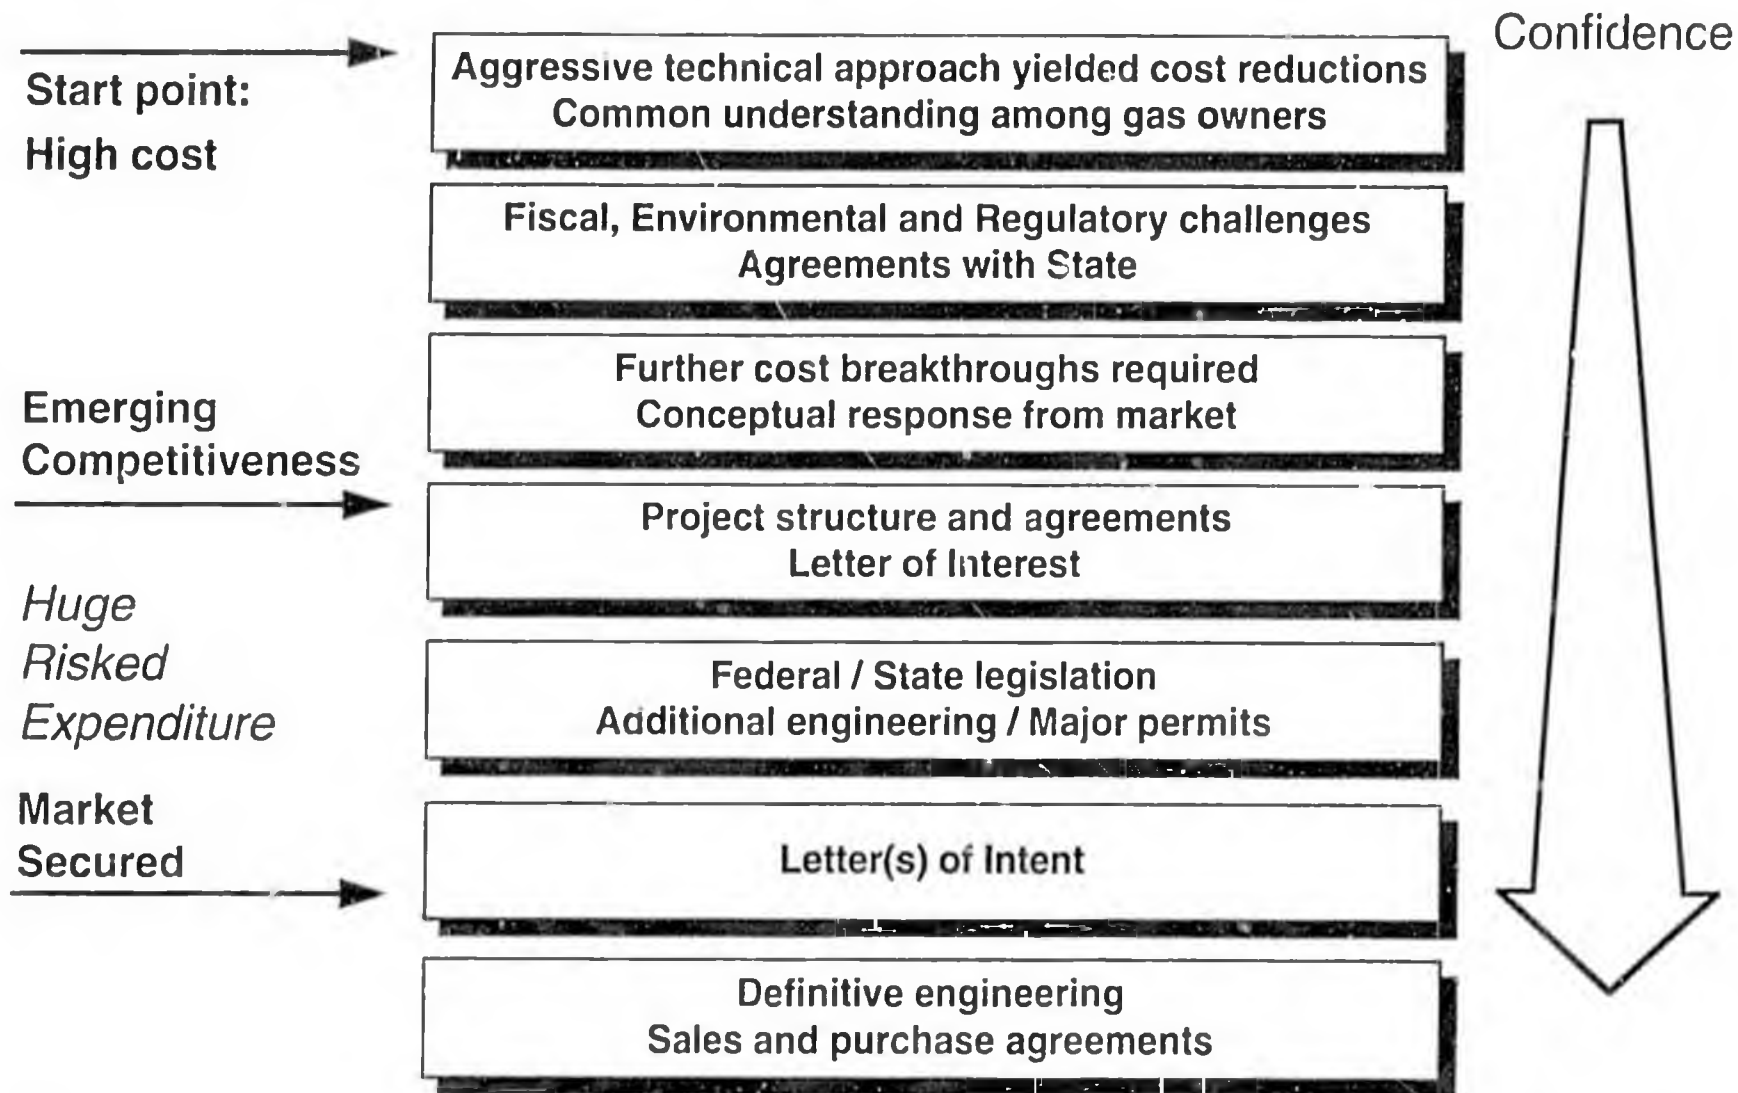 Confidence
Start point:
High cost
Aggressive technical approach yielded cost reductions
Common understanding among gas owners
Fiscal, Environmental and Regulatory challenges
Agreements with State
Further cost breakthroughs required
Conceptual response from market
Emerging
Competitiveness
Project structure and agreements
Letter of Interest
Huge
Risked
Expenditure
Federal / State legislation
Additional engineering / Major permits
Market
Secured
Letter(s) of Intent
Definitive engineering
Sales and purchase agreements